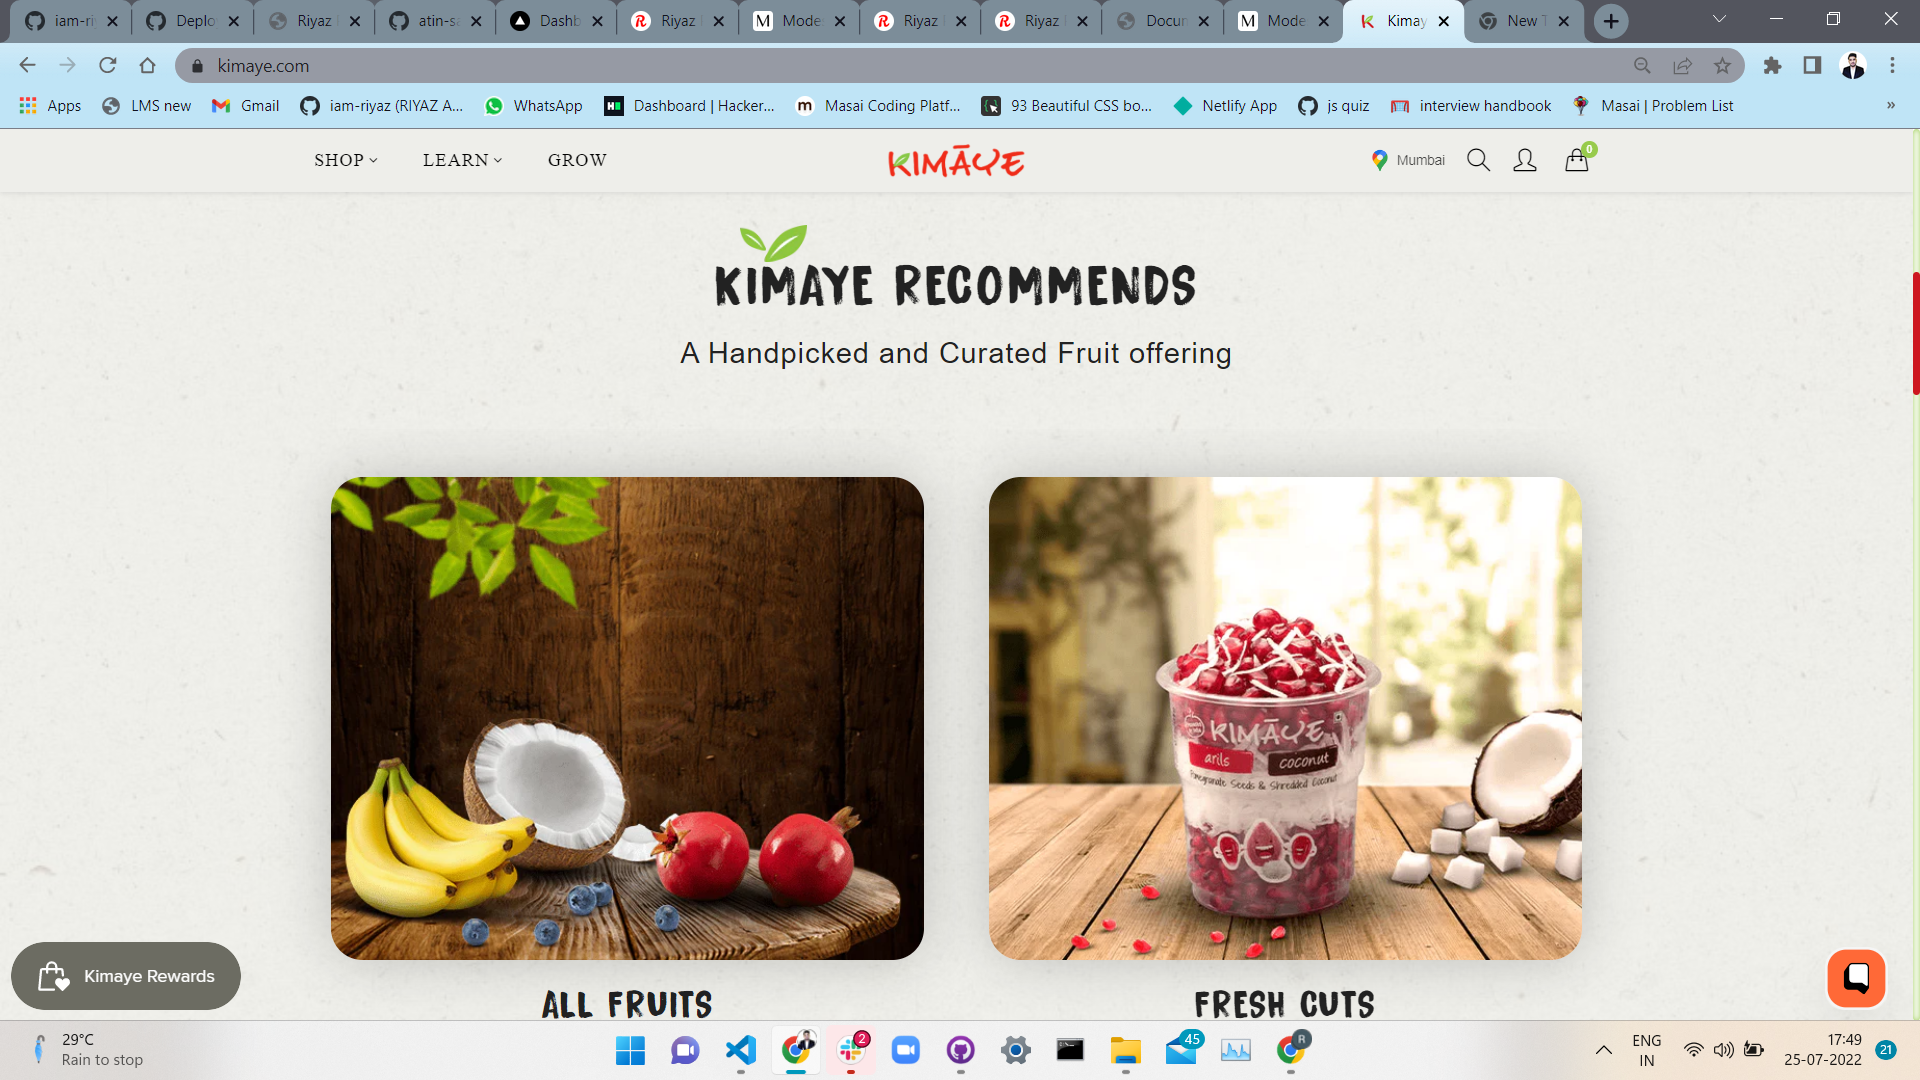 iam-ri
Deplo
Riyaz
atin-sa
Dashb
Riyaz
Mode
Riyaz
Riyaz
Docum
Mode
Kimay
New T
kimaye.com
Apps
LMS new
Gmail
iam-riyaz (RIYAZ A...
WhatsApp
Dashboard | Hacker...
Masai Coding Platf...
93 Beautiful CSS bo...
Netlify App
js quiz
interview handbook
Masai | Problem List
»
SHOP
LEARN
GROW
KIMĀYE
Mumbai
0
KIMAYE RECOMMENDS
A Handpicked and Curated Fruit offering
KIMĀYE
arils
coconut
Pomegranate Seeds & Shredded Coconut
Kimaye Rewards
ALL FRUITS
FRESH CUTS
29°C
Rain to stop
2
45
R
ENG
IN
17:49
25-07-2022
21